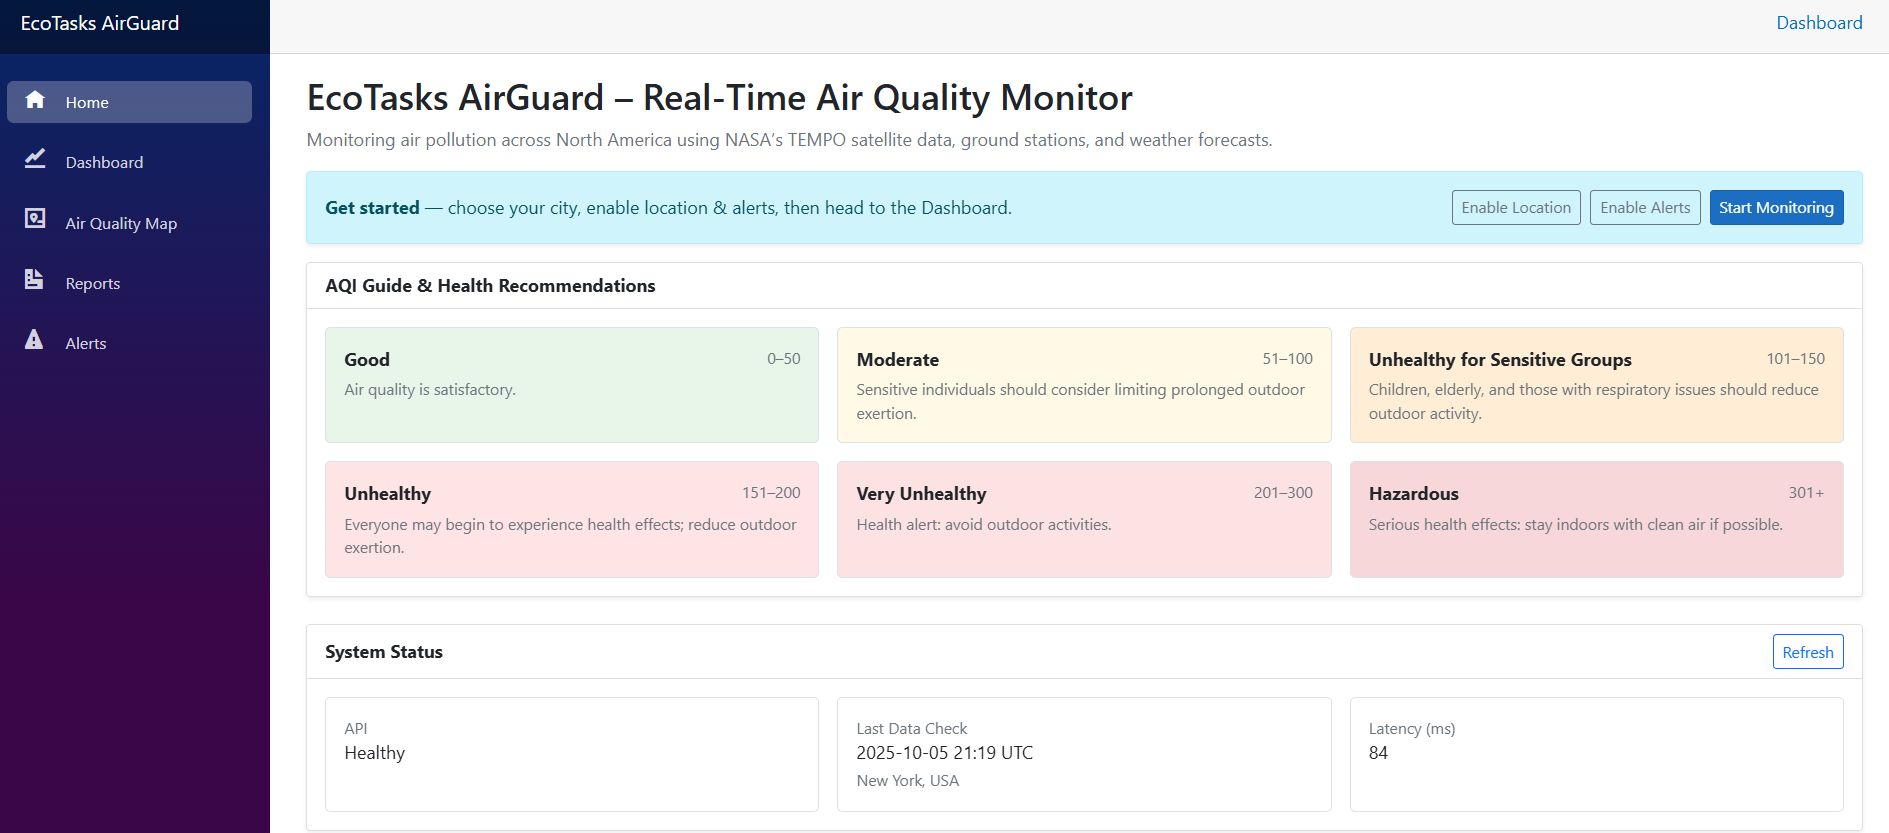 EcoTasks AirGuard
Dashboard
Home
Dashboard
Air Quality Map
Reports
Alerts
EcoTasks AirGuard – Real-Time Air Quality Monitor
Monitoring air pollution across North America using NASA’s TEMPO satellite data, ground stations, and weather forecasts.
Get started — choose your city, enable location & alerts, then head to the Dashboard.
Enable Location
Enable Alerts
Start Monitoring
AQI Guide & Health Recommendations
Good 0–50
Air quality is satisfactory.
Moderate 51–100
Sensitive individuals should consider limiting prolonged outdoor
exertion.
Unhealthy for Sensitive Groups 101–150
Children, elderly, and those with respiratory issues should reduce
outdoor activity.
Unhealthy 151–200
Everyone may begin to experience health effects; reduce outdoor
exertion.
Very Unhealthy 201–300
Health alert: avoid outdoor activities.
Hazardous 301+
Serious health effects: stay indoors with clean air if possible.
System Status
Refresh
API
Healthy
Last Data Check
2025-10-05 21:19 UTC
New York, USA
Latency (ms)
84